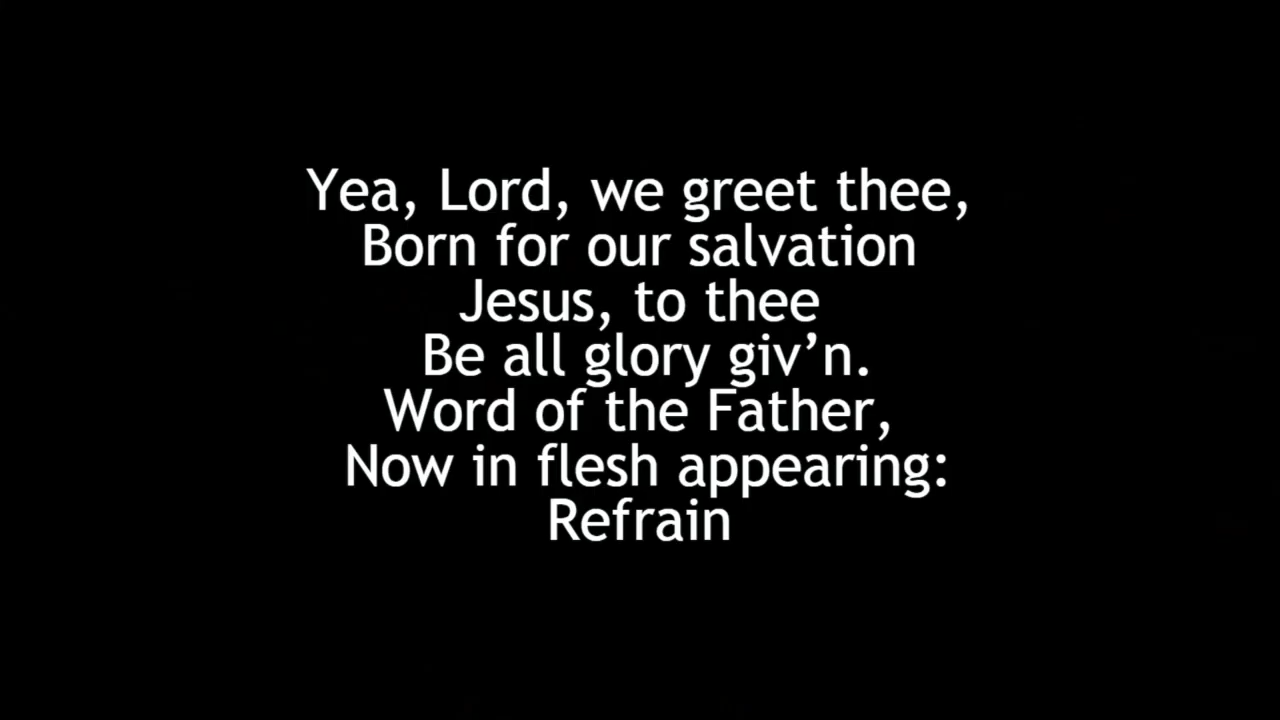 Yea, Lord, we greet thee,
Born for our salvation
Jesus, to thee
Be all glory giv’n.
Word of the Father,
Now in flesh appearing:
Refrain